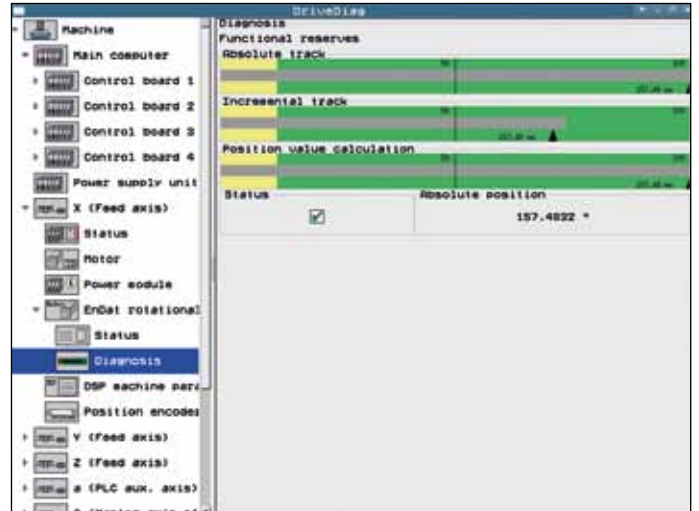 DriveDiag
Machine
Main computer
Control board 1
Control board 2
Control board 3
Control board 4
Power supply unit
X (Feed axis)
Status
Motor
Power module
EnDat rotational
Status
Diagnosis
DSP machine para
Position encoder
Y (Feed axis)
Z (Feed axis)
a (PLC aux. axis)
Diagnosis
Functional reserves
Absolute track
Incremental track
Position value calculation
Status
Absolute position